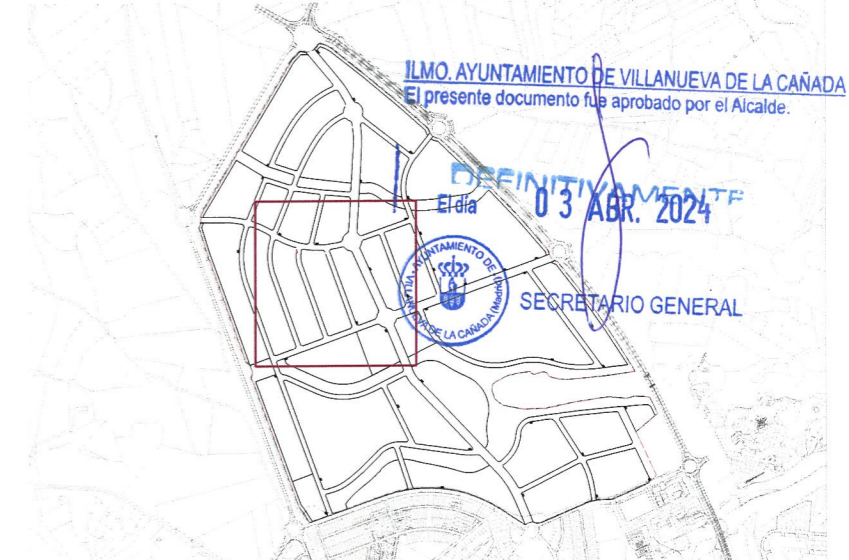 ILMO. AYUNTAMIENTO DE VILLANUEVA DE LA CAÑADA
El presente documento fue aprobado por el Alcalde.
DEFINITIVAMENTE
El día 03 ABR. 2024
AYUNTAMIENTO DE
VILLANUEVA DE LA CAÑADA (Madrid)
SECRETARIO GENERAL